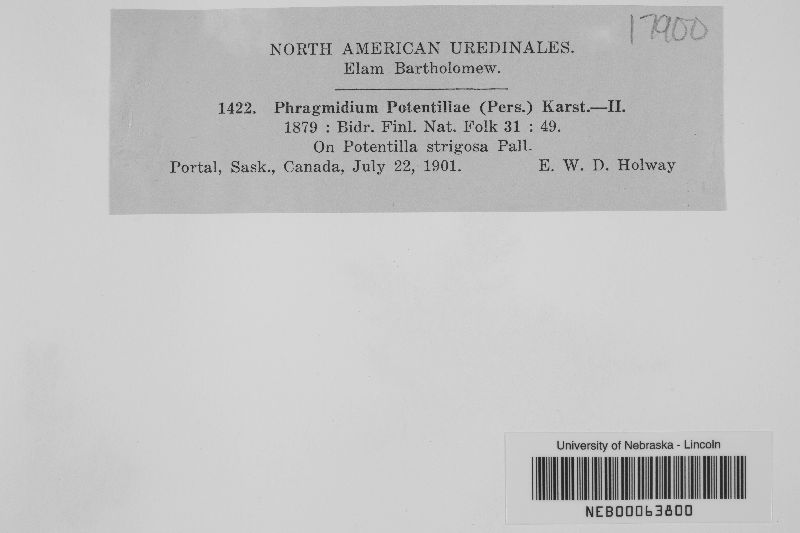 17900
NORTH AMERICAN UREDINALES.
Elam Bartholomew.
1422. Phragmidium Potentillae (Pers.) Karst.—II.
1879 : Bidr. Finl. Nat. Folk 31 : 49.
On Potentilla strigosa Pall.
Portal, Sask., Canada, July 22, 1901. E. W. D. Holway
University of Nebraska - Lincoln
NEB00063800